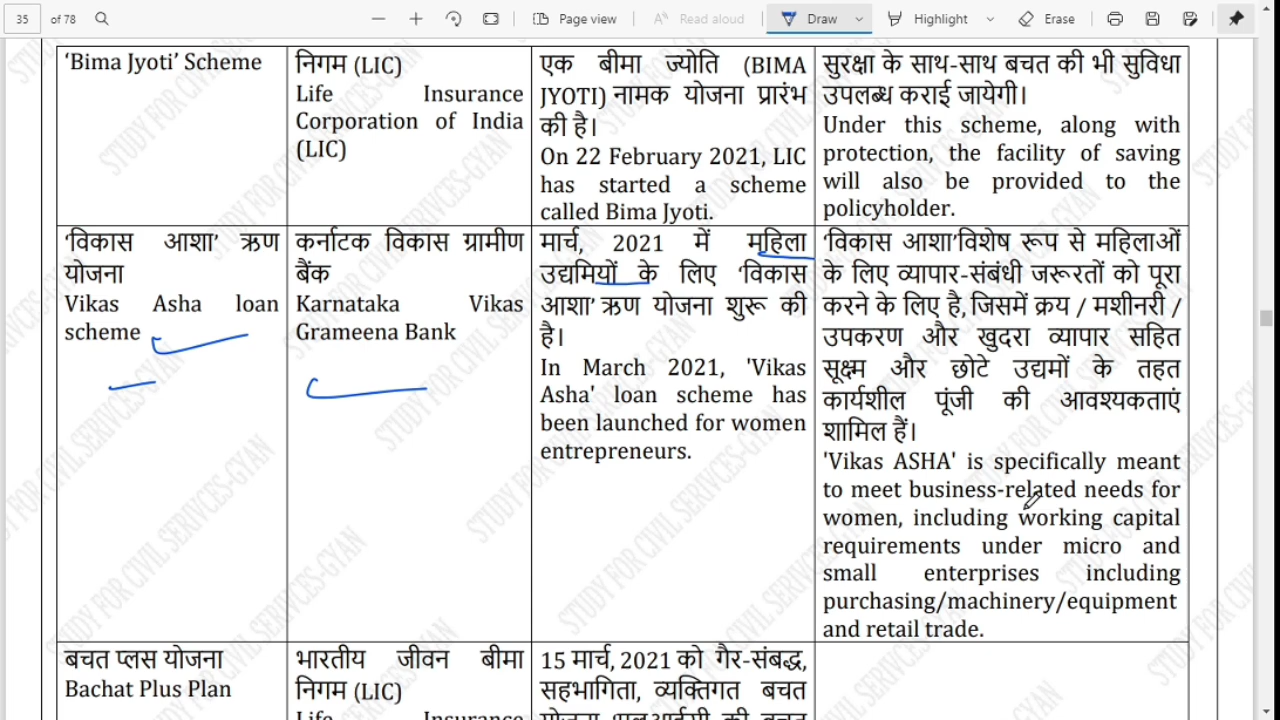 35 of 78
Page view
Read aloud
Draw
Highlight
Erase
'Bima Jyoti' Scheme
निगम (LIC)
Life Insurance
Corporation of India
(LIC)
एक बीमा ज्योति (BIMA
JYOTI) नामक योजना प्रारंभ
की है।
On 22 February 2021, LIC
has started a scheme
called Bima Jyoti.
सुरक्षा के साथ-साथ बचत की भी सुविधा
उपलब्ध कराई जायेगी।
Under this scheme, along with
protection, the facility of saving
will also be provided to the
policyholder.
'विकास आशा' ऋण
योजना
Vikas Asha loan
scheme
कर्नाटक विकास ग्रामीण
बैंक
Karnataka Vikas
Grameena Bank
मार्च, 2021 में महिला
उद्यमियों के लिए 'विकास
आशा' ऋण योजना शुरू की
है।
In March 2021, 'Vikas
Asha' loan scheme has
been launched for women
entrepreneurs.
'विकास आशा'विशेष रूप से महिलाओं
के लिए व्यापार-संबंधी जरूरतों को पूरा
करने के लिए है, जिसमें क्रय / मशीनरी /
उपकरण और खुदरा व्यापार सहित
सूक्ष्म और छोटे उद्यमों के तहत
कार्यशील पूंजी की आवश्यकताएं
शामिल हैं।
'Vikas ASHA' is specifically meant
to meet business-related needs for
women, including working capital
requirements under micro and
small enterprises including
purchasing/machinery/equipment
and retail trade.
बचत प्लस योजना
Bachat Plus Plan
भारतीय जीवन बीमा
निगम (LIC)
Life Insurance
15 मार्च, 2021 को गैर-संबद्ध,
सहभागिता, व्यक्तिगत बचत
STUDY FOR CIVIL SERIVCES-GYAN